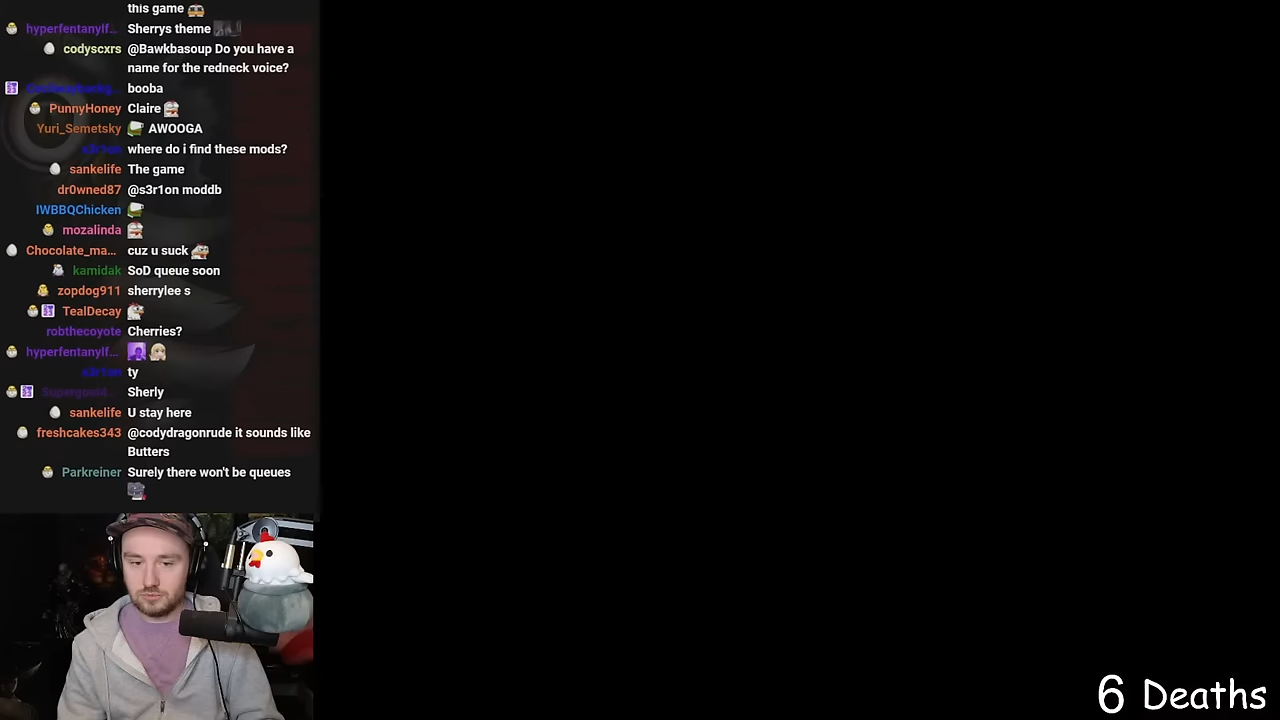 this game
hyperfentanylf... Sherrys theme
codyscxrs @Bawkbasoup Do you have a
name for the redneck voice?
booba
PunnyHoney Claire
Yuri_Semetsky AWOOGA
s3r1on where do i find these mods?
sankelife The game
dr0wned87 @s3r1on moddb
IWBBQChicken
mozalinda
Chocolate_ma... cuz u suck
kamidak SoD queue soon
zopdog911 sherrylee s
TealDecay
robthecoyote Cherries?
hyperfentanylf...
s3r1on ty
Sherly
sankelife U stay here
freshcakes343 @codydragonrude it sounds like
Butters
Parkreiner Surely there won't be queues
6 Deaths